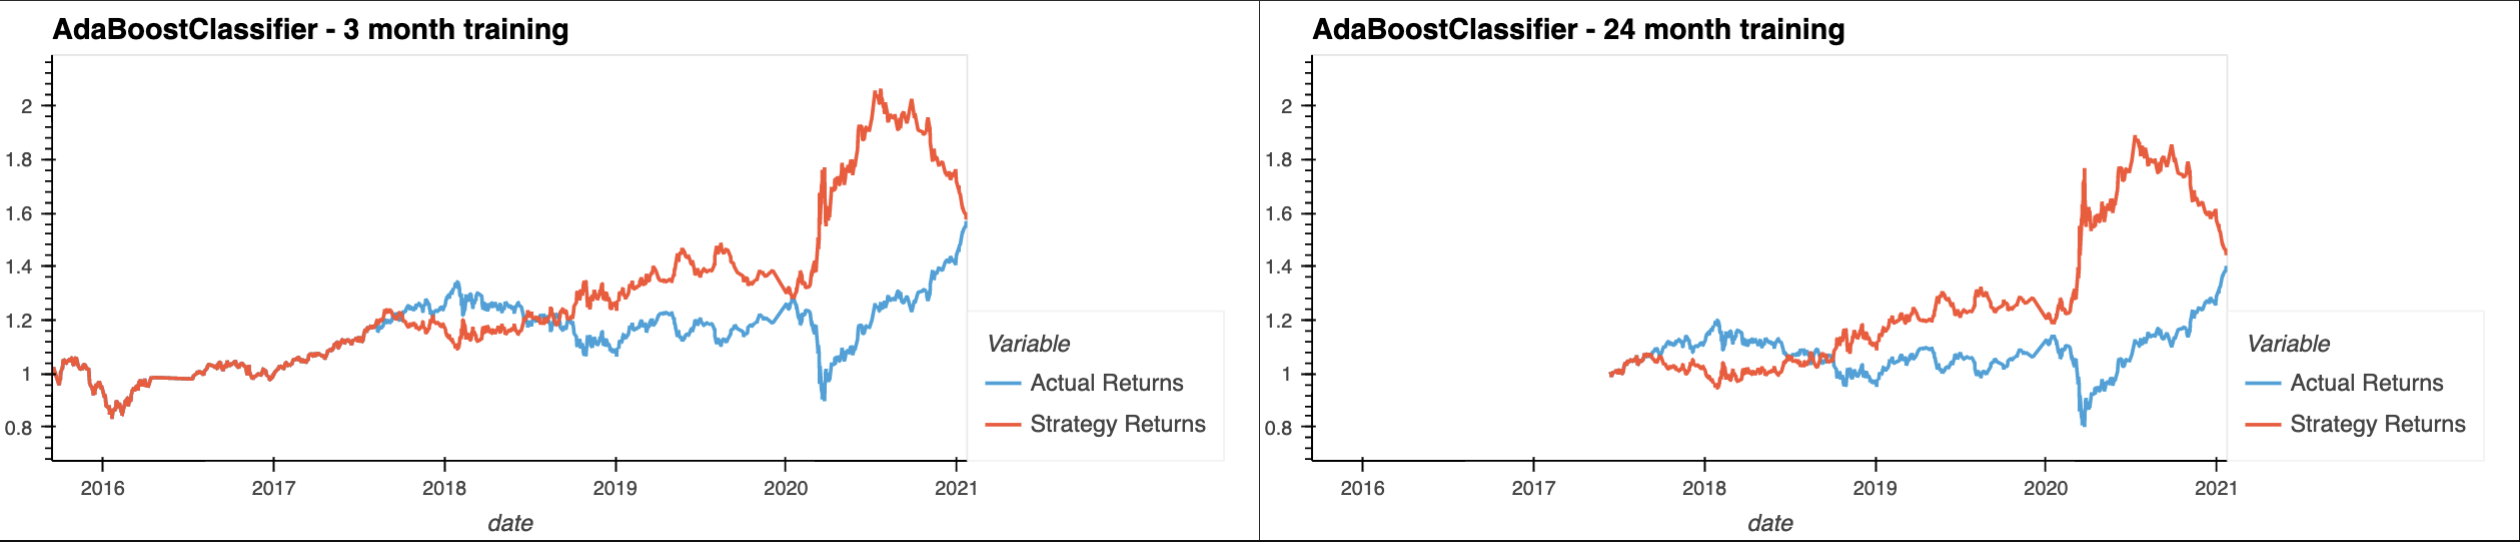 AdaBoostClassifier - 3 month training
2
1.8
1.6
1.4
1.2
1
0.8
2016 2017 2018 2019 2020 2021
date
Variable
Actual Returns
Strategy Returns
AdaBoostClassifier - 24 month training
2
1.8
1.6
1.4
1.2
1
0.8
2016 2017 2018 2019 2020 2021
date
Variable
Actual Returns
Strategy Returns